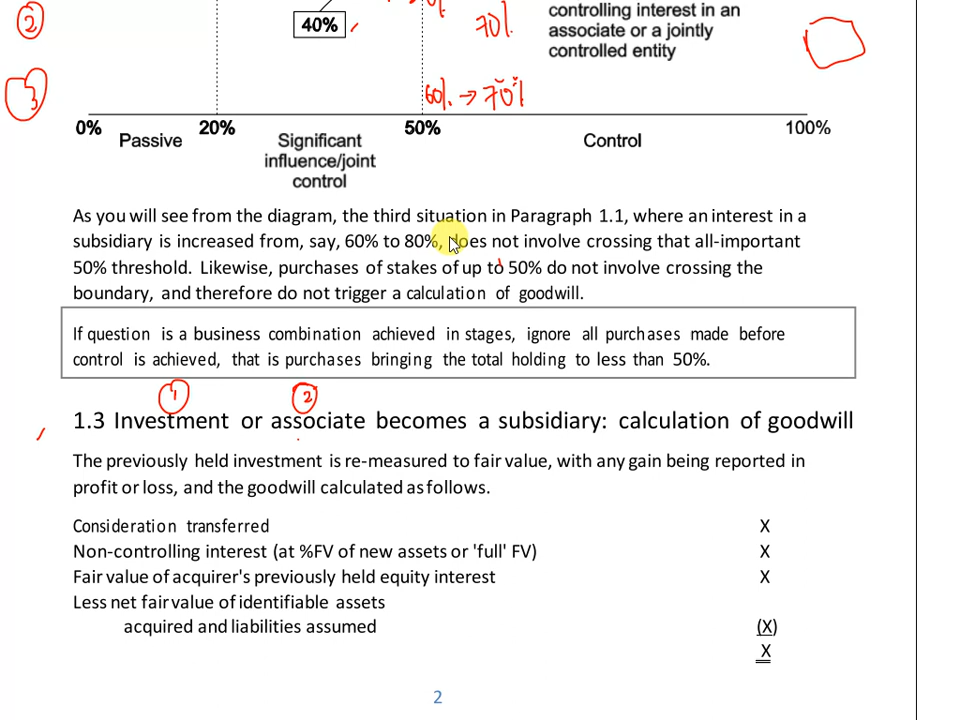 ②
controlling interest in an
associate or a jointly
controlled entity
40%
70%
③
60% → 70%
0%
20%
50%
100%
Passive
Significant
influence/joint
control
Control
As you will see from the diagram, the third situation in Paragraph 1.1, where an interest in a
subsidiary is increased from, say, 60% to 80%, does not involve crossing that all-important
50% threshold. Likewise, purchases of stakes of up to 50% do not involve crossing the
boundary, and therefore do not trigger a calculation of goodwill.
If question is a business combination achieved in stages, ignore all purchases made before
control is achieved, that is purchases bringing the total holding to less than 50%.
① ②
1.3 Investment or associate becomes a subsidiary: calculation of goodwill
The previously held investment is re-measured to fair value, with any gain being reported in
profit or loss, and the goodwill calculated as follows.
Consideration transferred X
Non-controlling interest (at %FV of new assets or 'full' FV) X
Fair value of acquirer's previously held equity interest X
Less net fair value of identifiable assets
acquired and liabilities assumed (X)
X
2